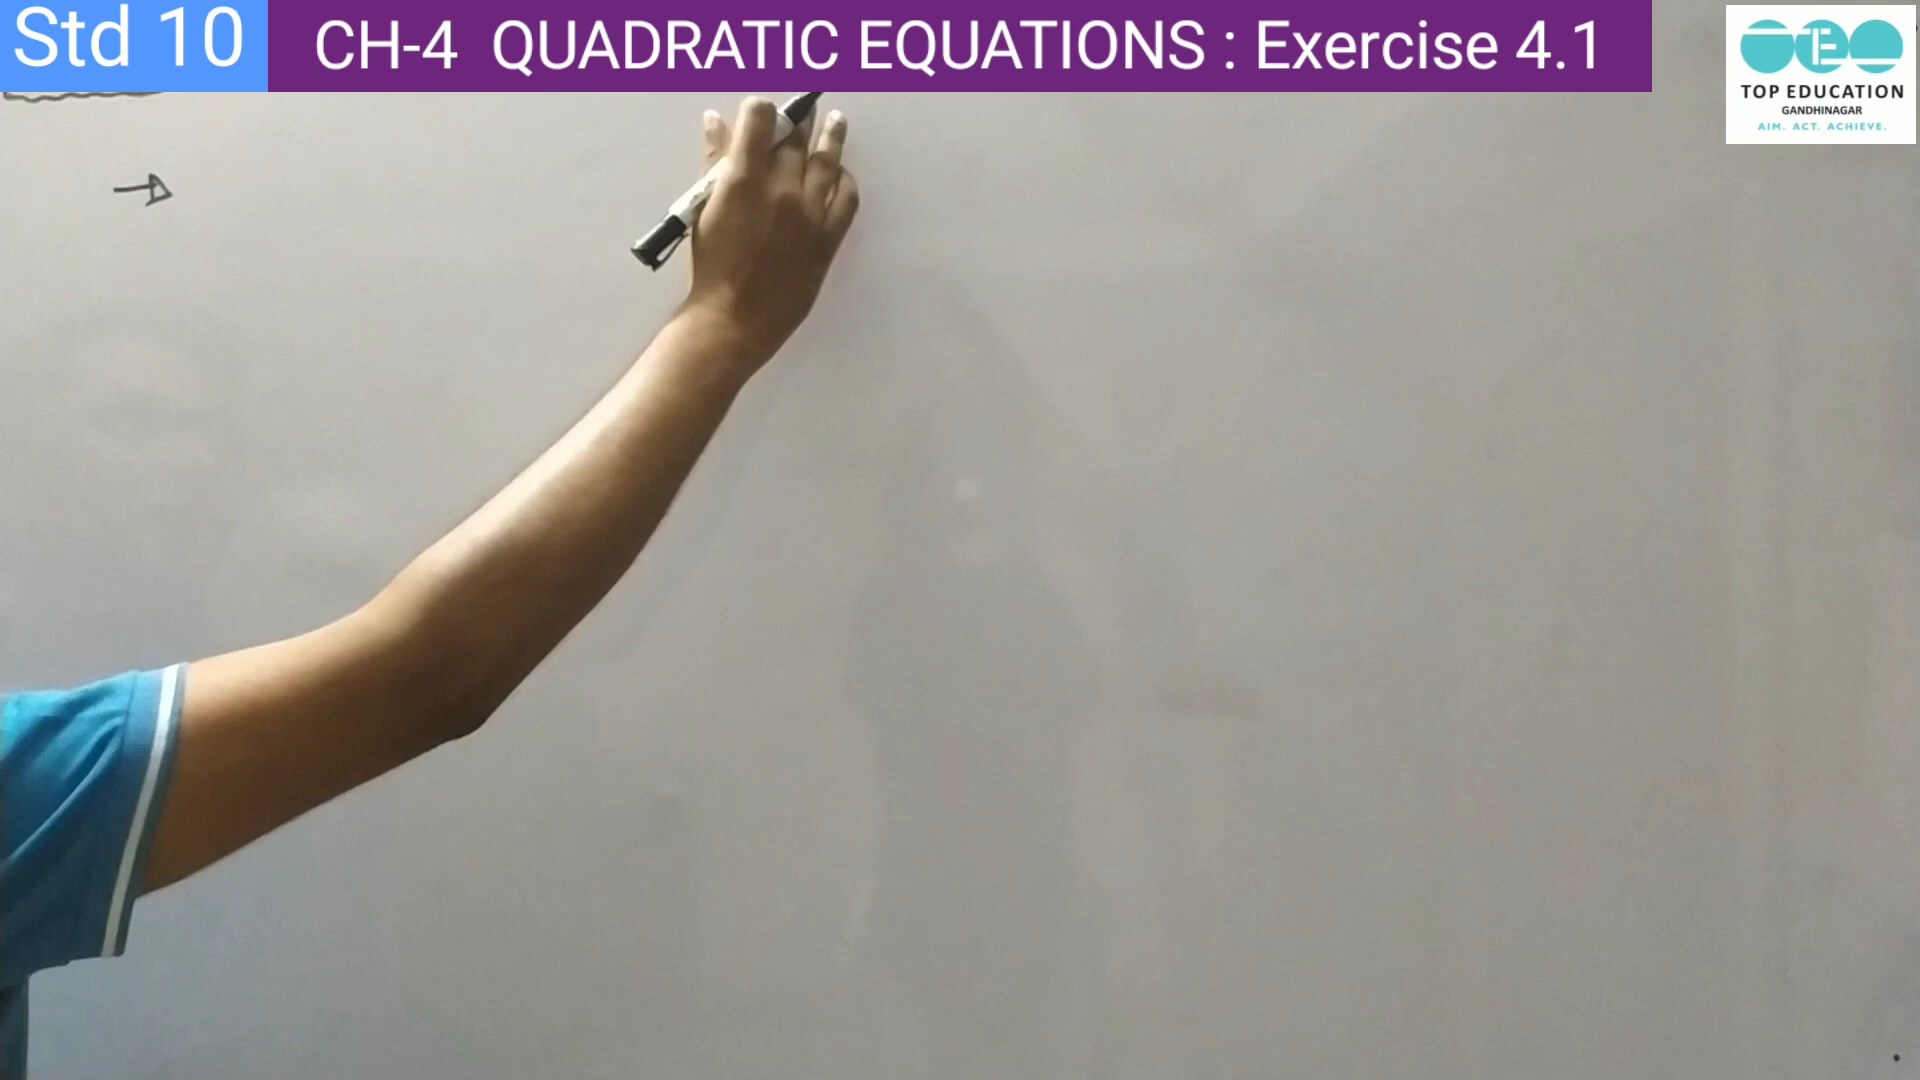 Std 10
CH-4 QUADRATIC EQUATIONS : Exercise 4.1
TOP EDUCATION
GANDHINAGAR
AIM. ACT. ACHIEVE.